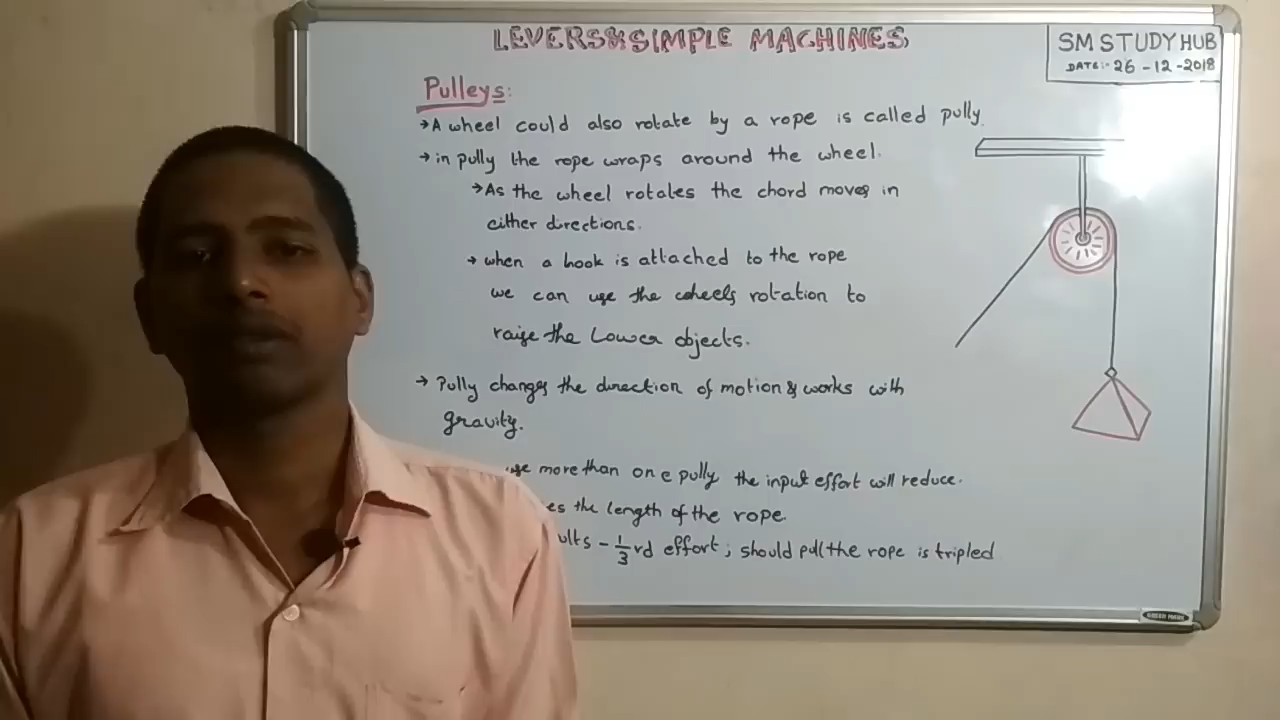 LEVERS & SIMPLE MACHINES
SM STUDY HUB
DATE:- 26-12-2018
Pulleys:
→ A wheel could also rotate by a rope is called pully.
→ in pully the rope wraps around the wheel.
→ As the wheel rotates the chord moves in
either directions.
→ when a hook is attached to the rope
we can use the wheels rotation to
raise the Lower objects.
→ Pully changes the direction of motion & works with
gravity.
more than one pully the input effort will reduce.
the length of the rope.
- 1/3rd effort; should pull the rope is tripled
GREEN MARK